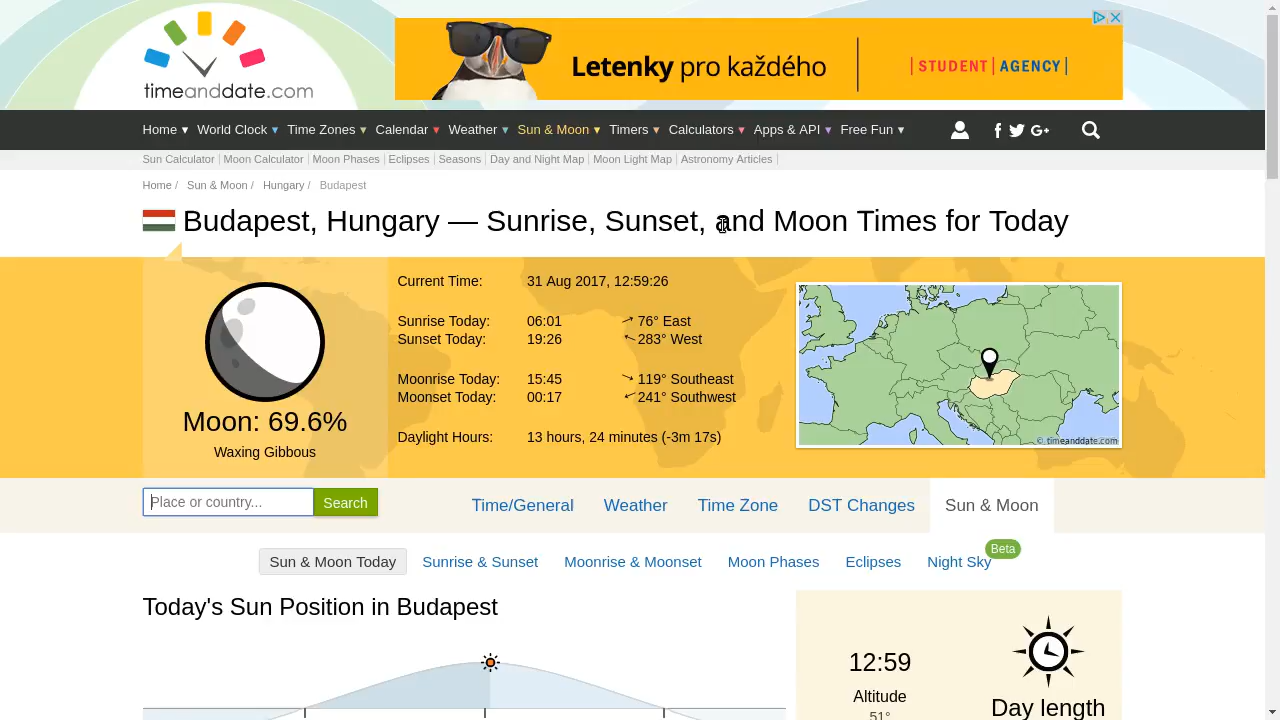 timeanddate.com
Letenky pro každého
STUDENT AGENCY
Home World Clock Time Zones Calendar Weather Sun & Moon Timers Calculators Apps & API Free Fun
Sun Calculator Moon Calculator Moon Phases Eclipses Seasons Day and Night Map Moon Light Map Astronomy Articles
Home / Sun & Moon / Hungary / Budapest
Budapest, Hungary — Sunrise, Sunset, and Moon Times for Today
Moon: 69.6%
Waxing Gibbous
Current Time: 31 Aug 2017, 12:59:26
Sunrise Today: 06:01 76° East
Sunset Today: 19:26 283° West
Moonrise Today: 15:45 119° Southeast
Moonset Today: 00:17 241° Southwest
Daylight Hours: 13 hours, 24 minutes (-3m 17s)
© timeanddate.com
Place or country... Search
Time/General Weather Time Zone DST Changes Sun & Moon
Sun & Moon Today Sunrise & Sunset Moonrise & Moonset Moon Phases Eclipses Night Sky Beta
Today's Sun Position in Budapest
12:59
Altitude
51°
Day length